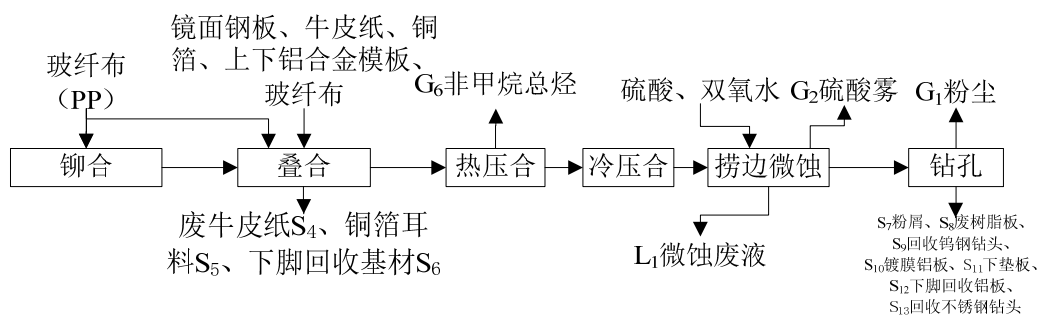 镜面钢板、牛皮纸、铜
箔、上下铝合金模板、
玻纤布
玻纤布
（PP）
G6非甲烷总烃
硫酸、双氧水
G2硫酸雾
G1粉尘
铆合
叠合
热压合
冷压合
捞边微蚀
钻孔
废牛皮纸S4、铜箔耳
料S5、下脚回收基材S6
L1微蚀废液
S7粉屑、S8废树脂板、
S9回收钨钢钻头、
S10镀膜铝板、S11下垫板、
S12下脚回收铝板、
S13回收不锈钢钻头